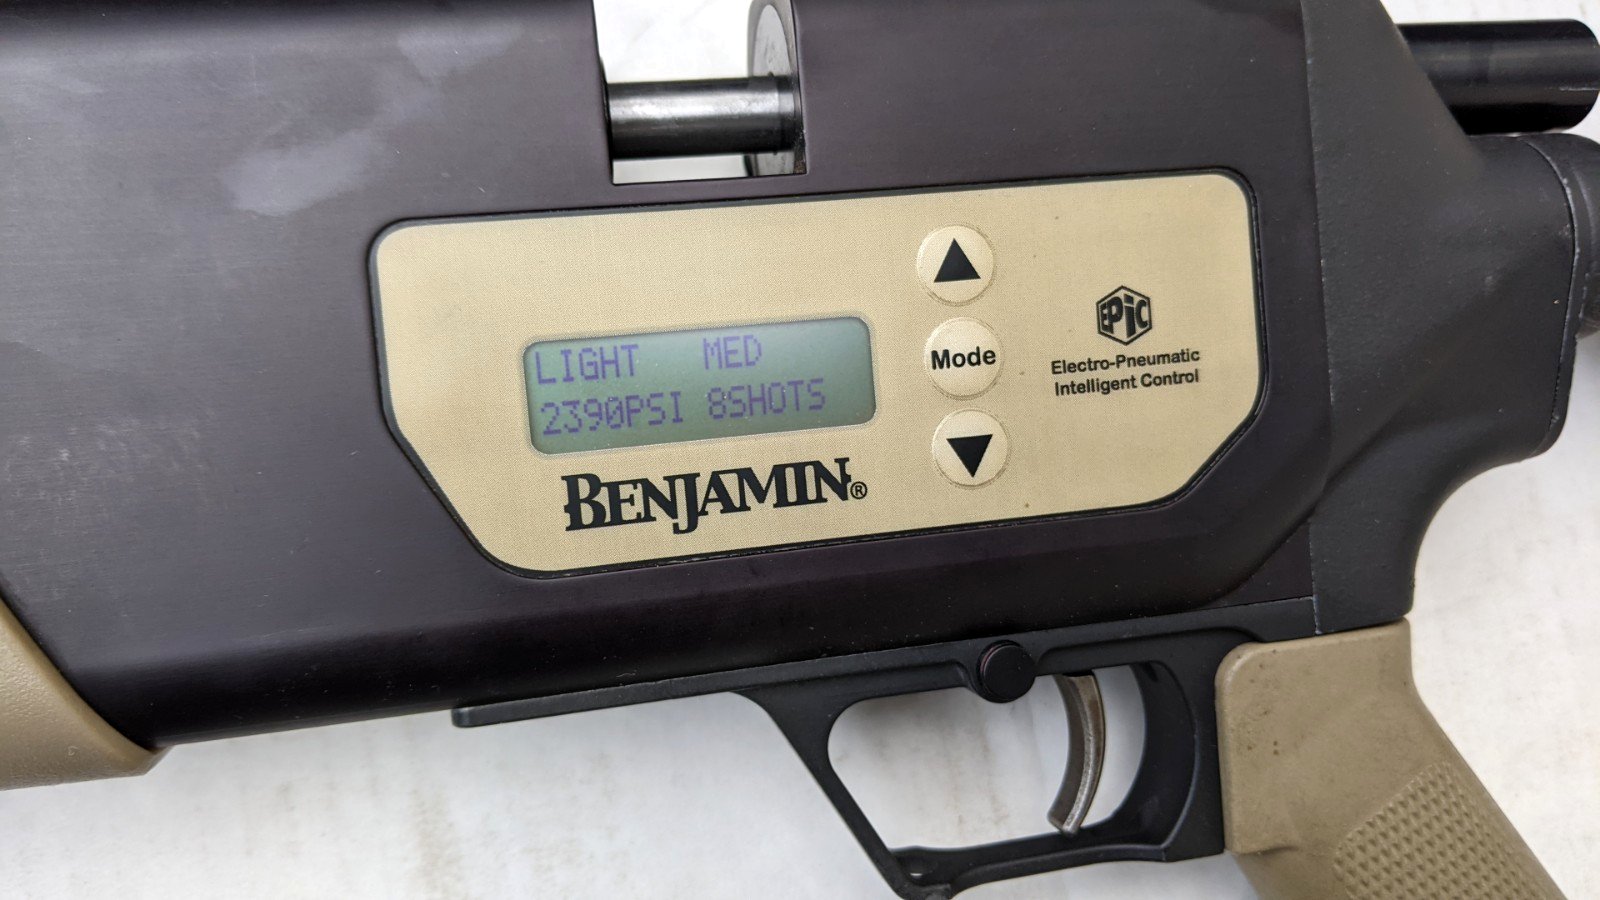 LIGHT MED
2390PSI 8SHOTS
BENJAMIN®
Mode
EPiC
Electro-Pneumatic
Intelligent Control